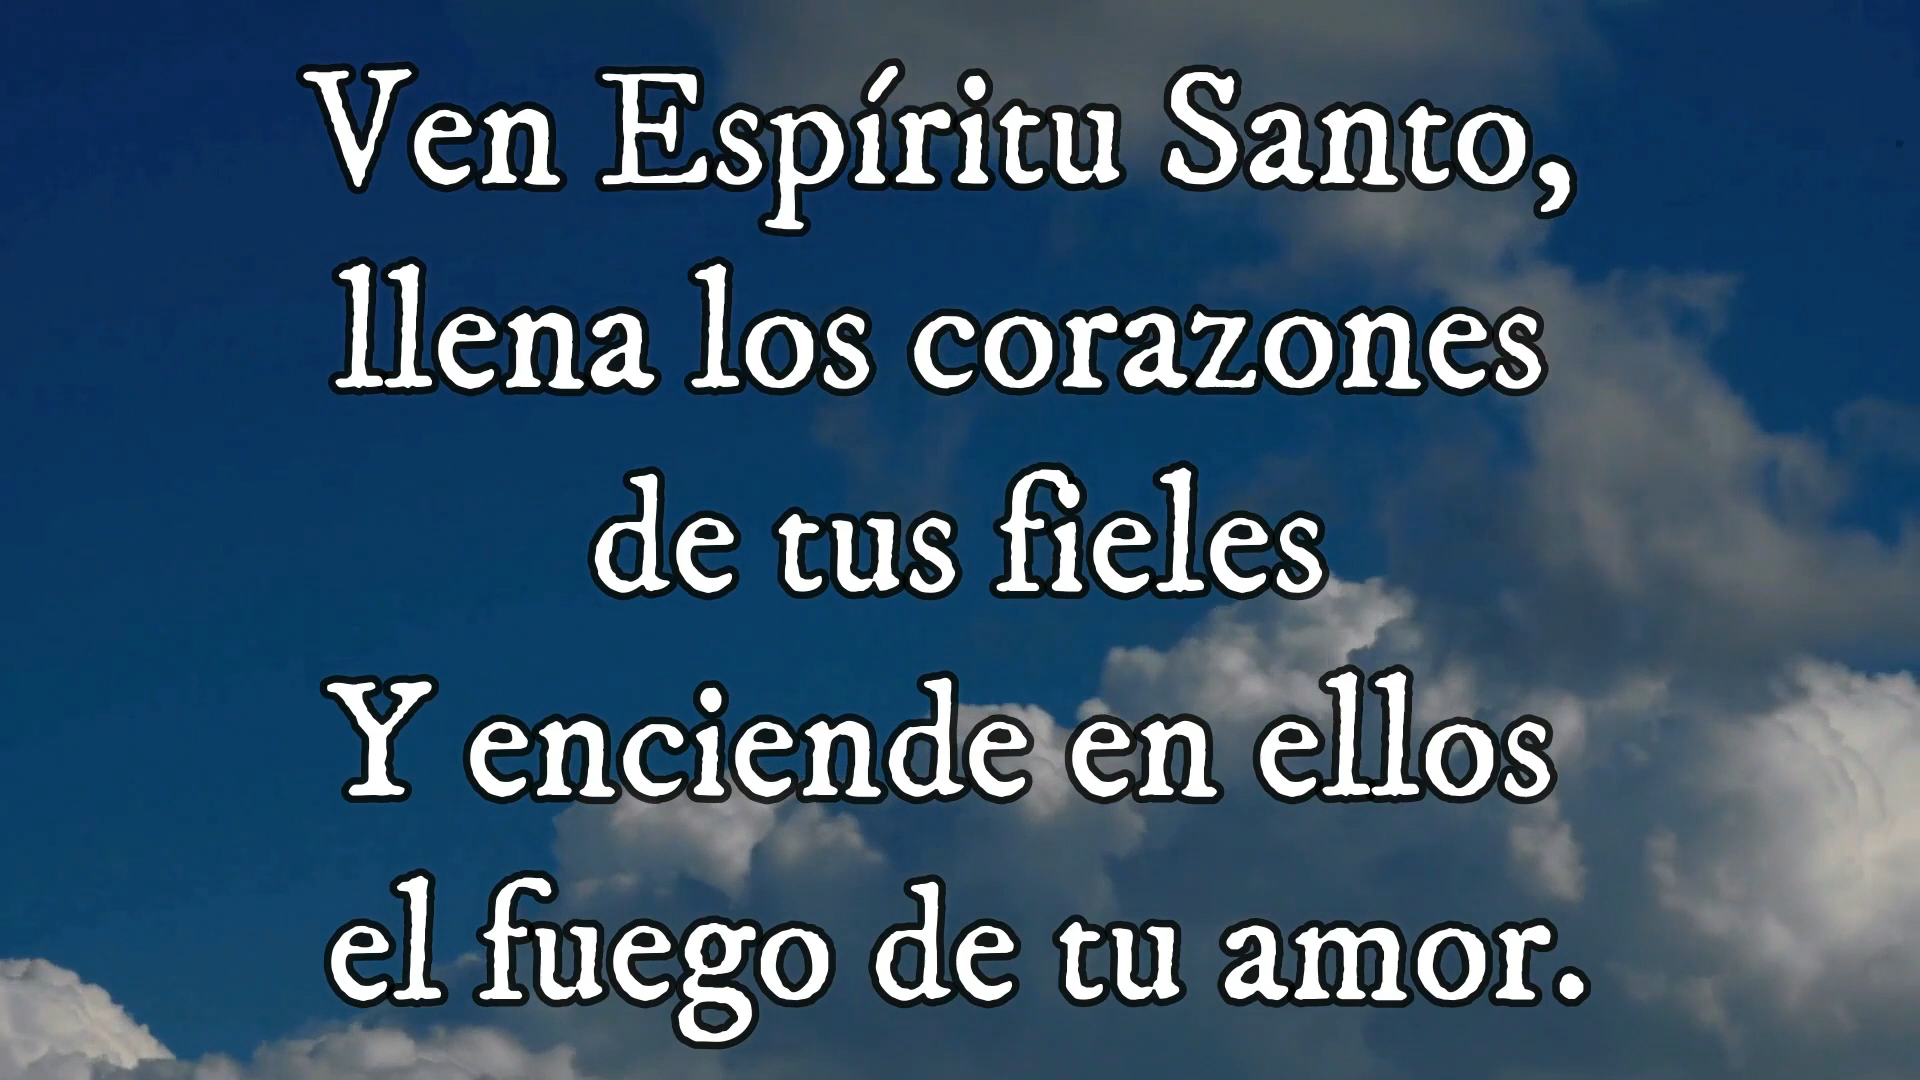 Ven Espíritu Santo,
llena los corazones
de tus fieles
Y enciende en ellos
el fuego de tu amor.